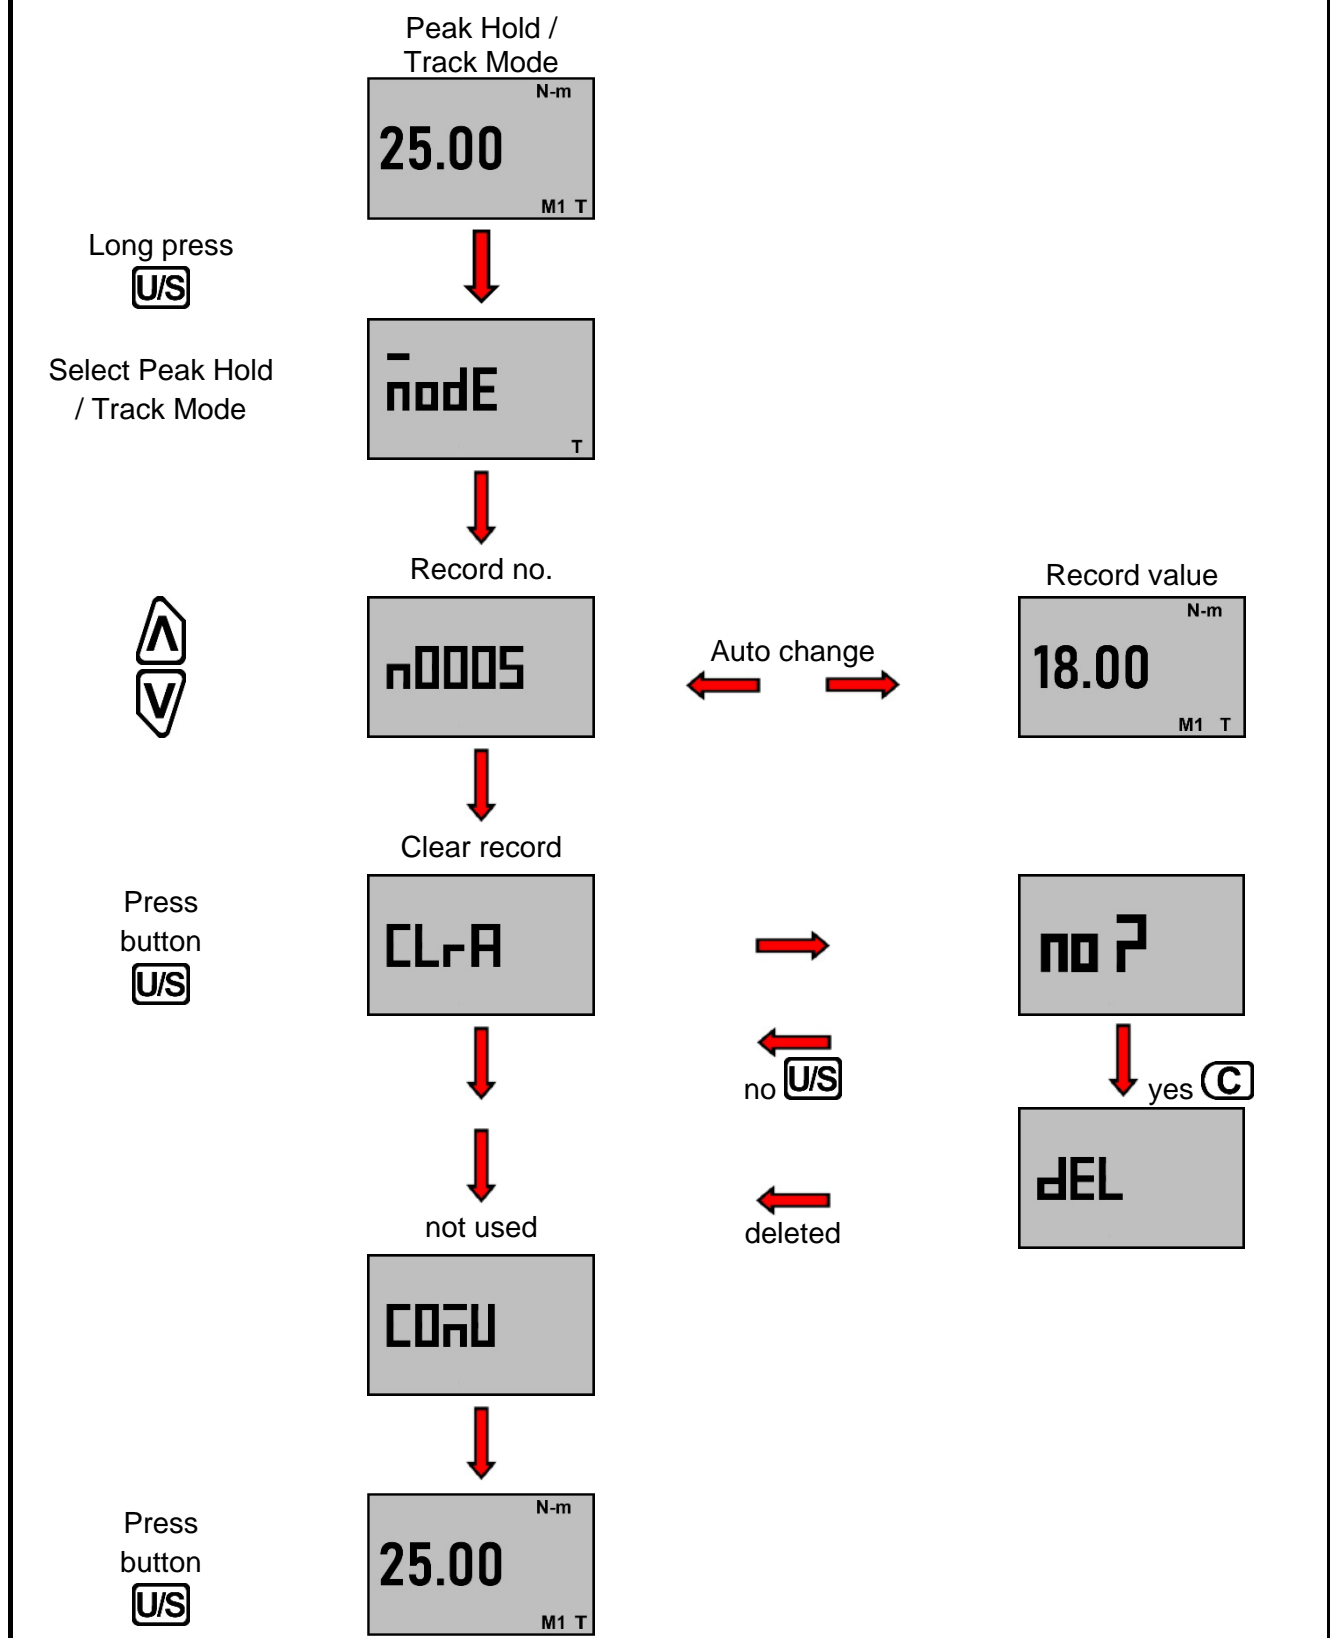 Peak Hold /
Track Mode
N-m
25.00
M1 T
Long press
U/S
Select Peak Hold
/ Track Mode
nodE
T
Record no.
n0005
Auto change
Record value
N-m
18.00
M1 T
Clear record
Press
button
U/S
CLrA
no?
no U/S
yes C
dEL
deleted
not used
COmU
Press
button
U/S
N-m
25.00
M1 T